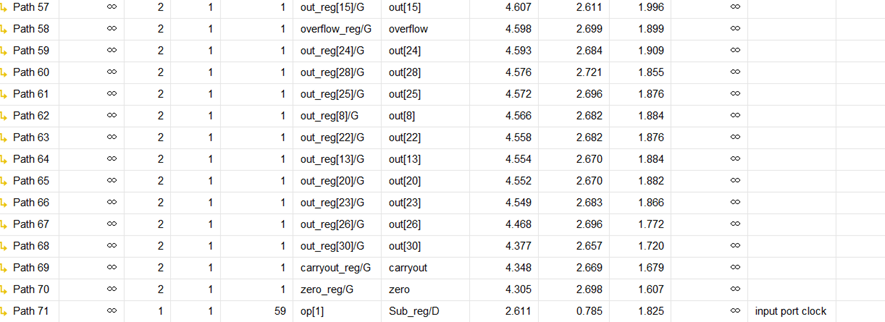 Path 57 ∞ 2 1 1 out_reg[15]/G out[15] 4.607 2.611 1.996 ∞
Path 58 ∞ 2 1 1 overflow_reg/G overflow 4.598 2.699 1.899 ∞
Path 59 ∞ 2 1 1 out_reg[24]/G out[24] 4.593 2.684 1.909 ∞
Path 60 ∞ 2 1 1 out_reg[28]/G out[28] 4.576 2.721 1.855 ∞
Path 61 ∞ 2 1 1 out_reg[25]/G out[25] 4.572 2.696 1.876 ∞
Path 62 ∞ 2 1 1 out_reg[8]/G out[8] 4.566 2.682 1.884 ∞
Path 63 ∞ 2 1 1 out_reg[22]/G out[22] 4.558 2.682 1.876 ∞
Path 64 ∞ 2 1 1 out_reg[13]/G out[13] 4.554 2.670 1.884 ∞
Path 65 ∞ 2 1 1 out_reg[20]/G out[20] 4.552 2.670 1.882 ∞
Path 66 ∞ 2 1 1 out_reg[23]/G out[23] 4.549 2.683 1.866 ∞
Path 67 ∞ 2 1 1 out_reg[26]/G out[26] 4.468 2.696 1.772 ∞
Path 68 ∞ 2 1 1 out_reg[30]/G out[30] 4.377 2.657 1.720 ∞
Path 69 ∞ 2 1 1 carryout_reg/G carryout 4.348 2.669 1.679 ∞
Path 70 ∞ 2 1 1 zero_reg/G zero 4.305 2.698 1.607 ∞
Path 71 ∞ 1 1 59 op[1] Sub_reg/D 2.611 0.785 1.825 ∞ input port clock